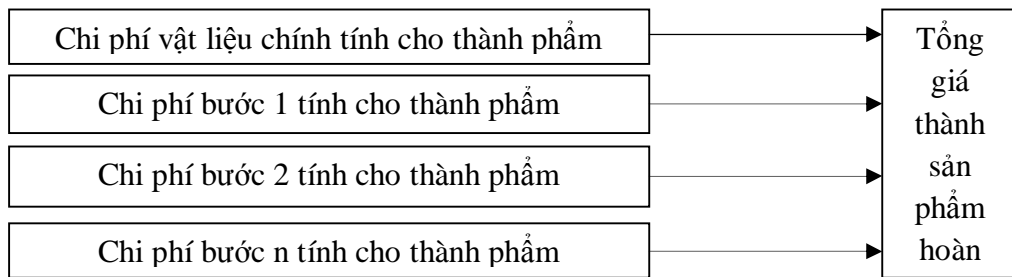 Chi phí vật liệu chính tính cho thành phẩm
Chi phí bước 1 tính cho thành phẩm
Chi phí bước 2 tính cho thành phẩm
Chi phí bước n tính cho thành phẩm
Tổng
giá
thành
sản
phẩm
hoàn